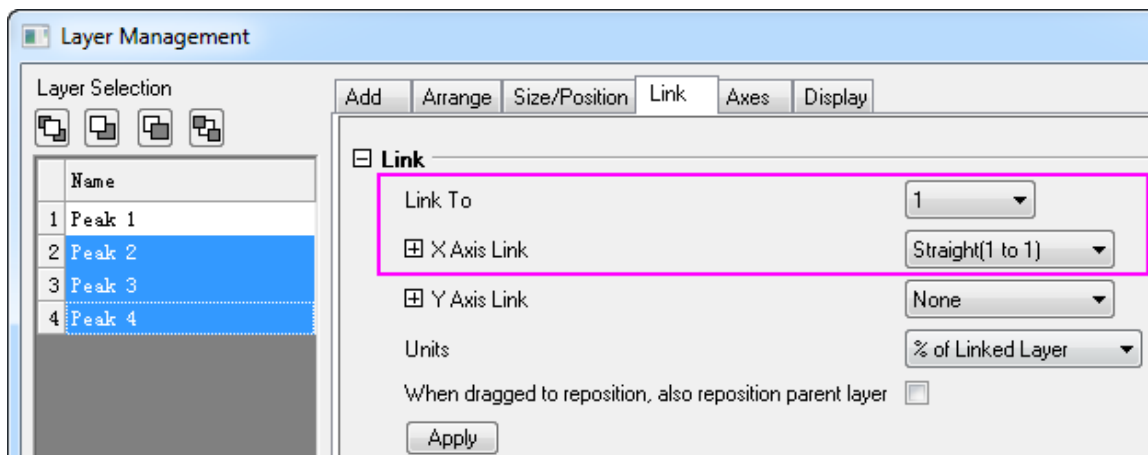 Layer Management
Layer Selection
Add Arrange Size/Position Link Axes Display
Link
Name
Link To 1
1 Peak 1
X Axis Link Straight(1 to 1)
2 Peak 2
3 Peak 3
Y Axis Link None
4 Peak 4
Units % of Linked Layer
When dragged to reposition, also reposition parent layer
Apply